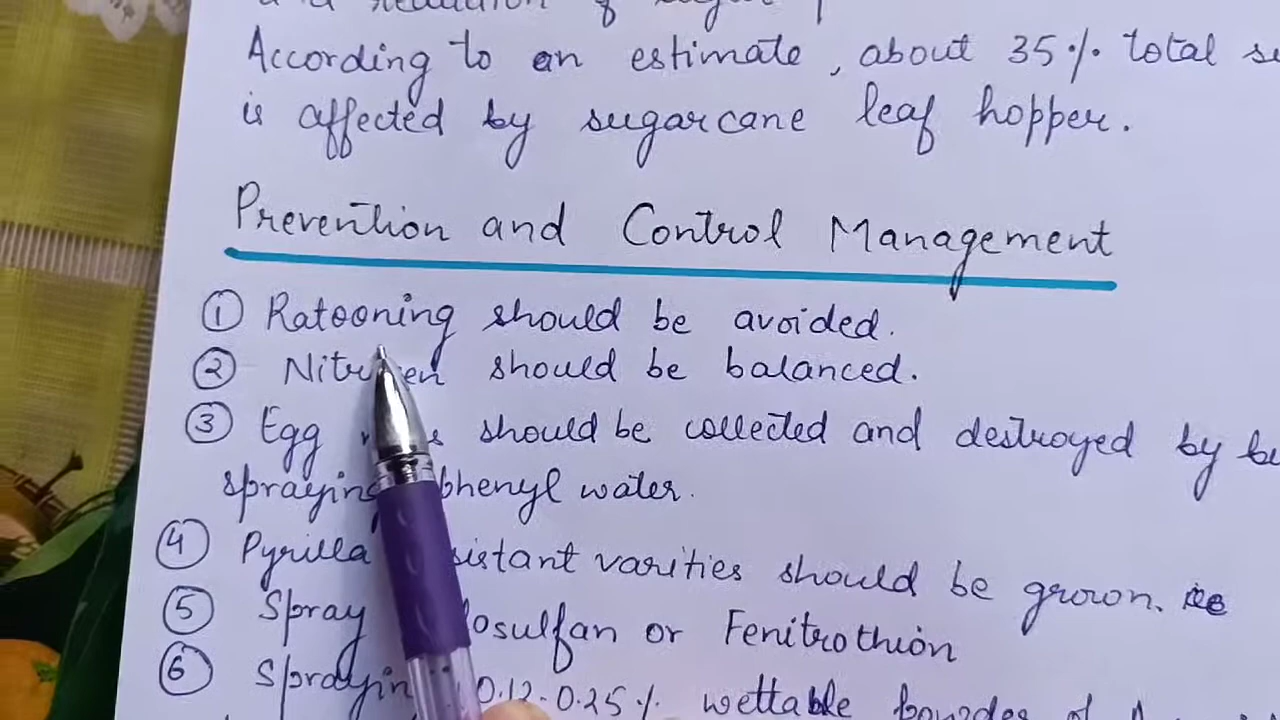 According to an estimate, about 35% total
is affected by sugarcane leaf hopper.
Prevention and Control Management
① Ratooning should be avoided.
② should be balanced.
③ Egg should be collected and destroyed by
spraying phenyl water.
④ Pyrilla varities should be grown.
⑤ Spray or Fenitrothion
⑥ 0.12-0.25% wettable